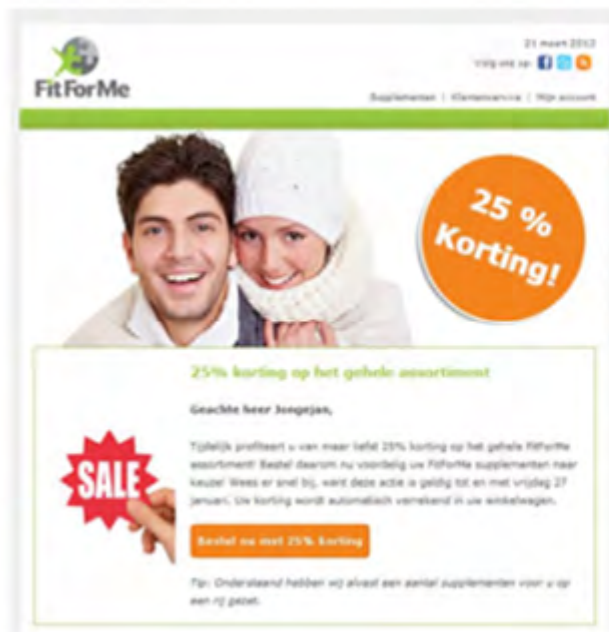 21 maart 2012
Volg ons op:
FitForMe
Supplementen | Klantenservice | Mijn account
25 %
Korting!
25% korting op het gehele assortiment
Geachte heer Jongejan,
Tijdelijk profiteert u van maar liefst 25% korting op het gehele FitForMe
assortiment! Bestel daarom nu voordelig uw FitForMe supplementen naar
keuze! Wees er snel bij, want deze actie is geldig tot en met vrijdag 27
januari. Uw korting wordt automatisch verrekend in uw winkelwagen.
SALE
Bestel nu met 25% korting
Tip: Onderstaand hebben wij alvast een aantal supplementen voor u op
een rij gezet.